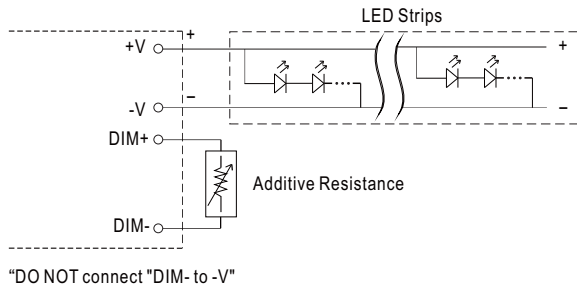 LED Strips
+V
+
+
-V
−
−
DIM+
Additive Resistance
DIM-
“DO NOT connect "DIM- to -V"